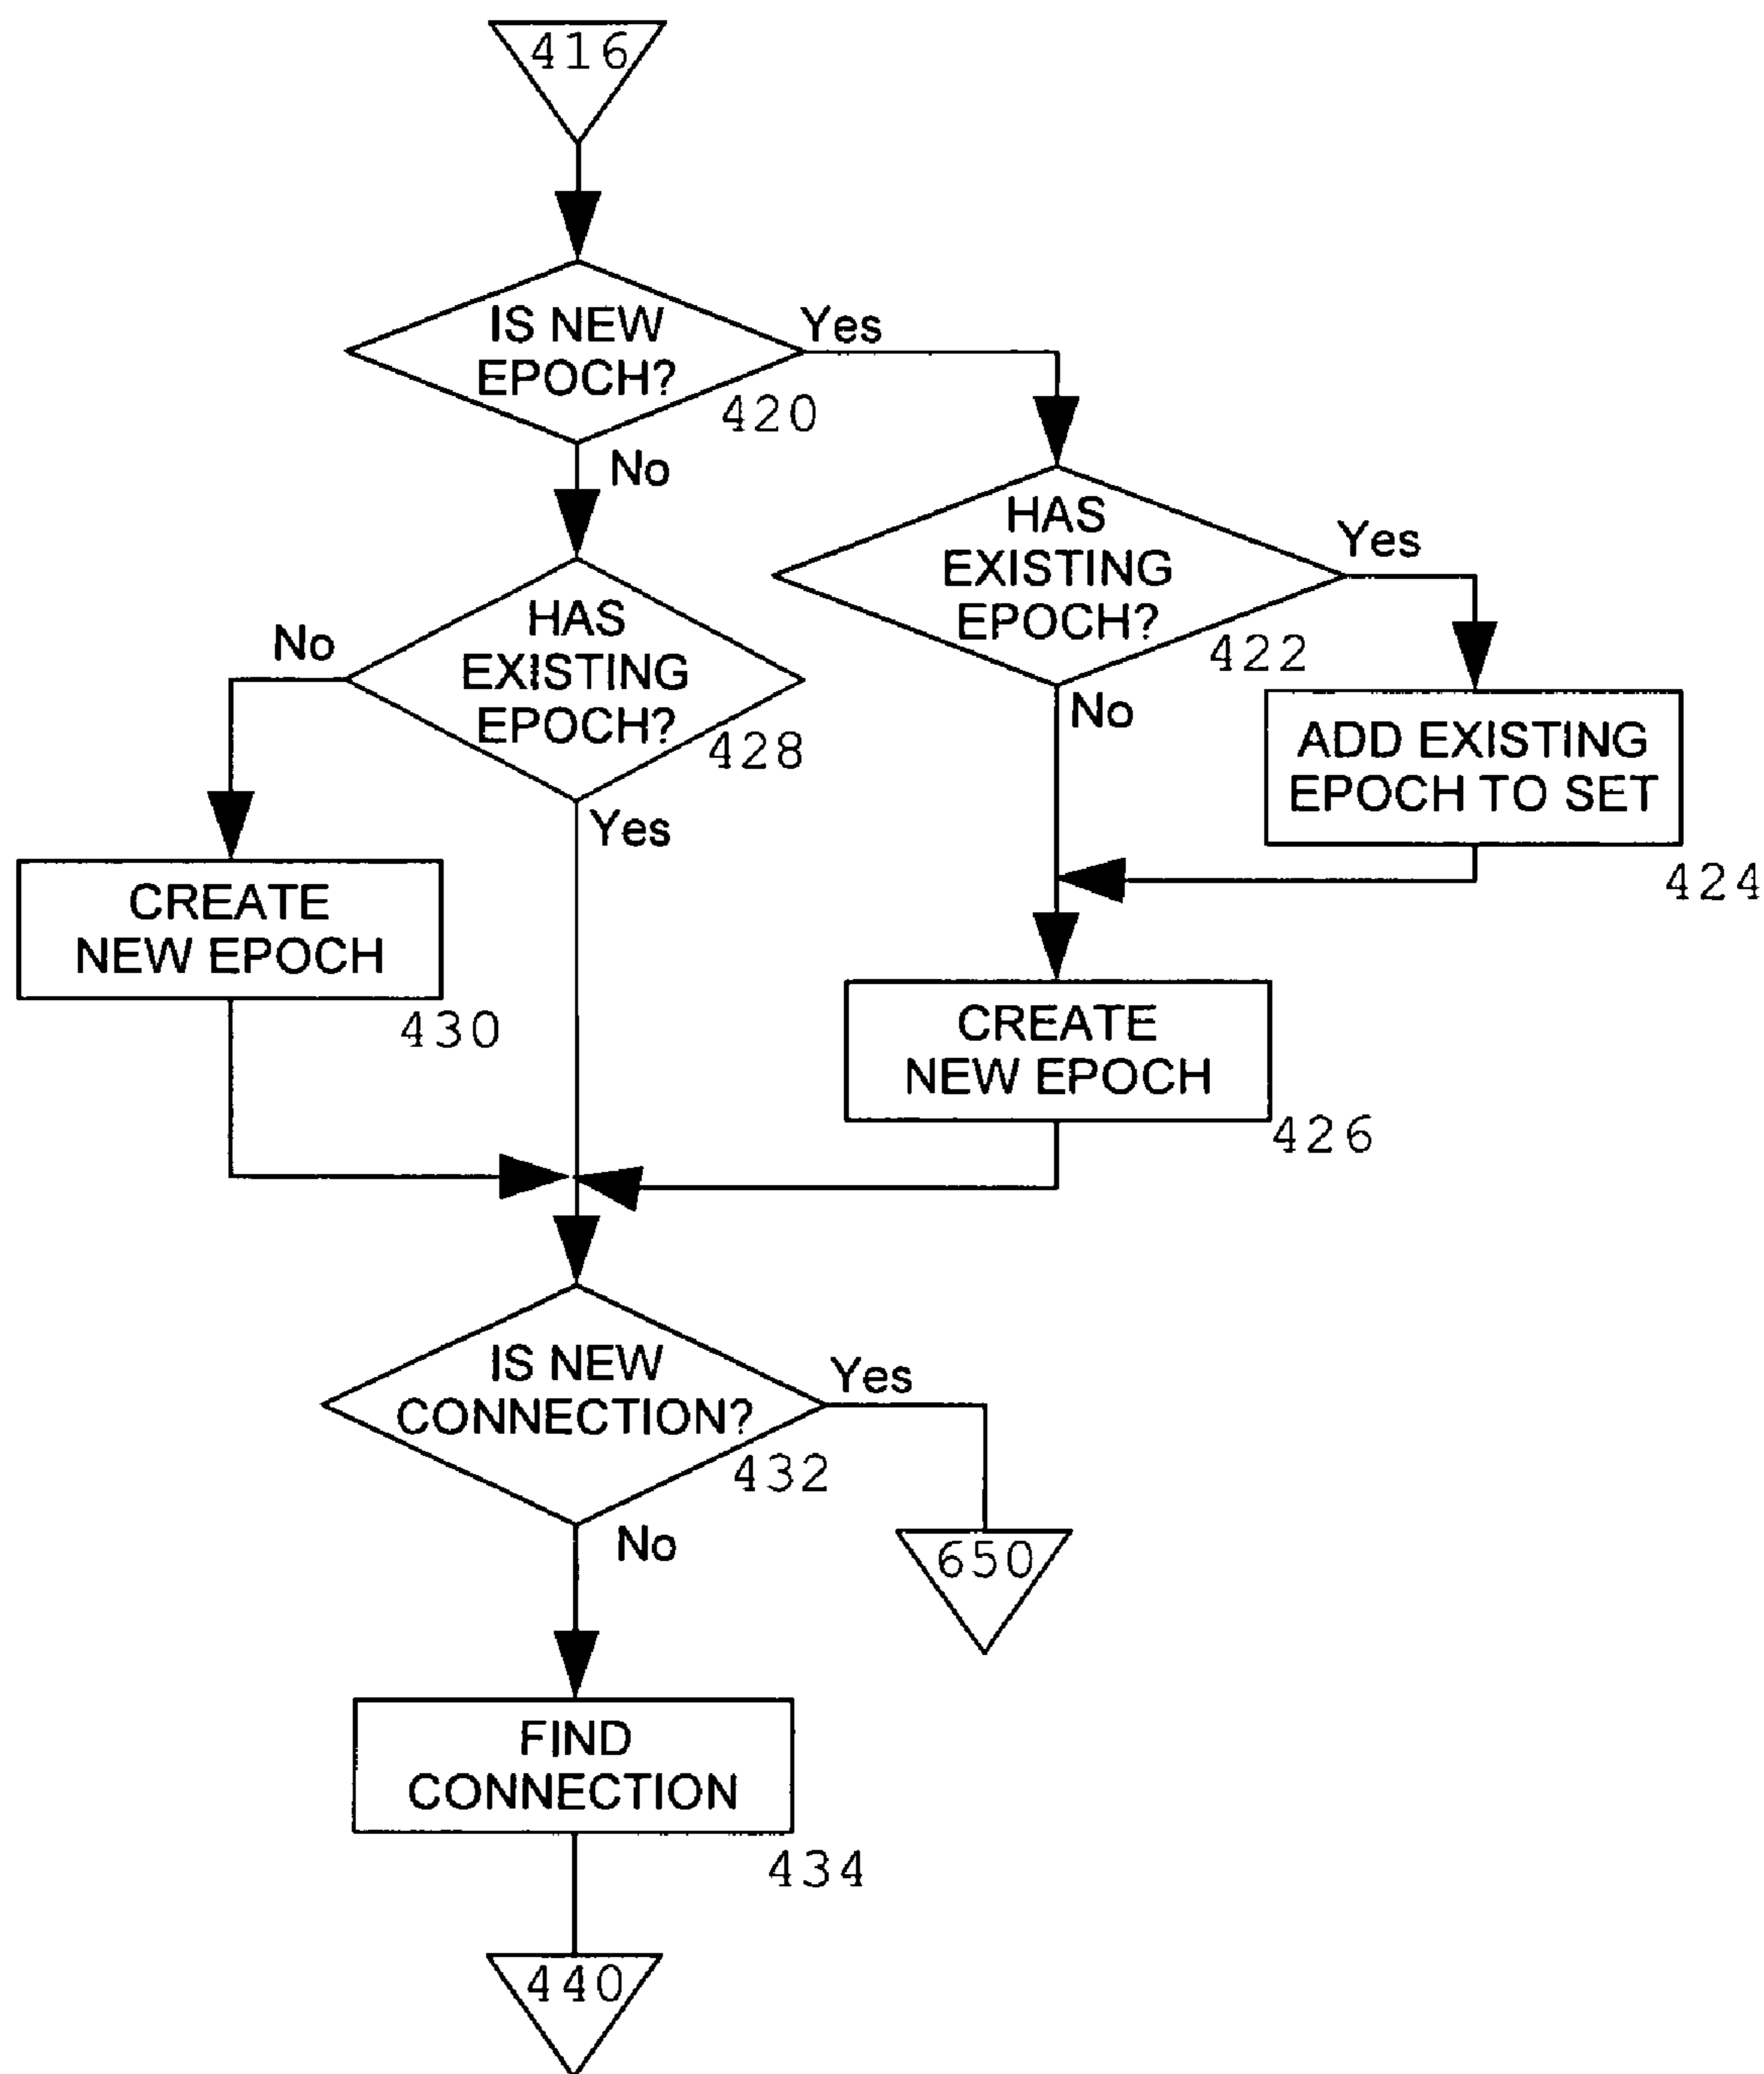 416
IS NEW
EPOCH?
Yes
420
No
HAS
EXISTING
EPOCH?
Yes
422
No
HAS
EXISTING
EPOCH?
No
428
Yes
ADD EXISTING
EPOCH TO SET
424
CREATE
NEW EPOCH
430
CREATE
NEW EPOCH
426
IS NEW
CONNECTION?
Yes
432
No
650
FIND
CONNECTION
434
440